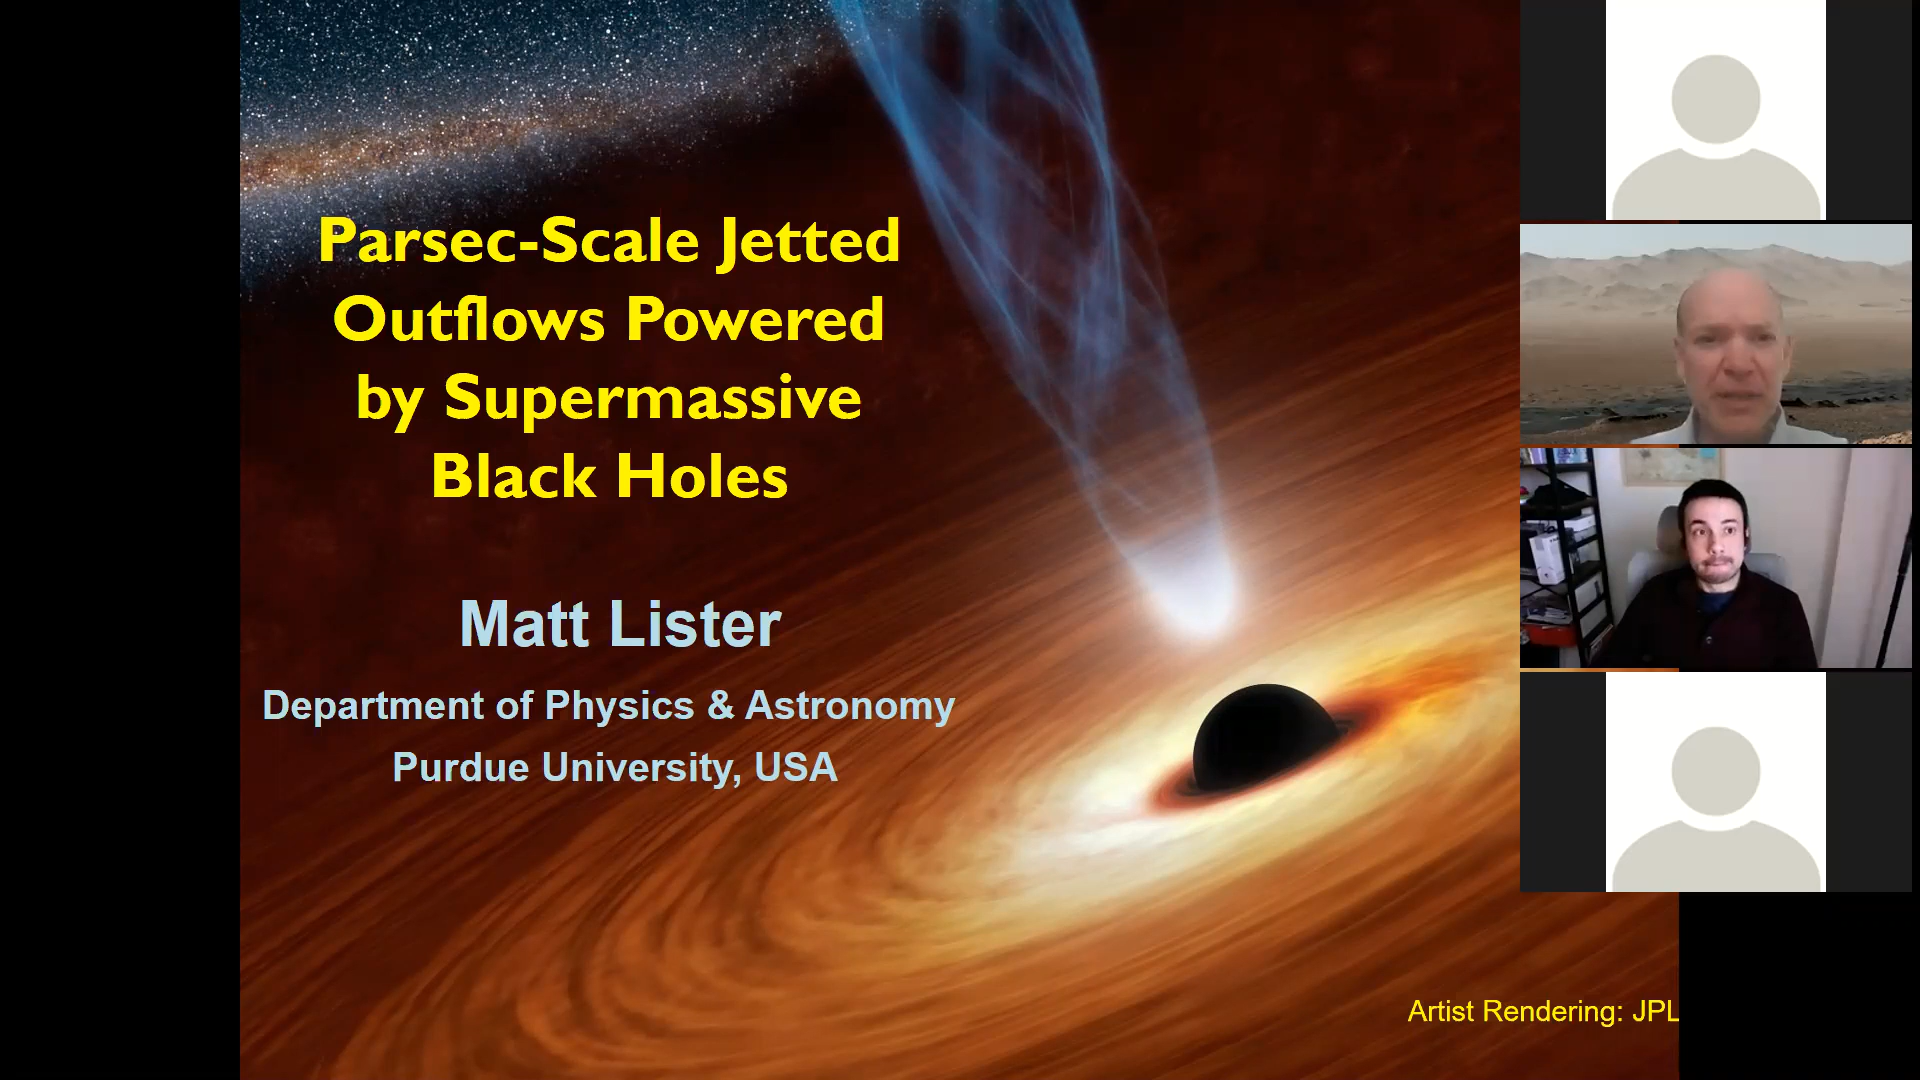 Parsec-Scale Jetted
Outflows Powered
by Supermassive
Black Holes
Matt Lister
Department of Physics & Astronomy
Purdue University, USA
Artist Rendering: JPL